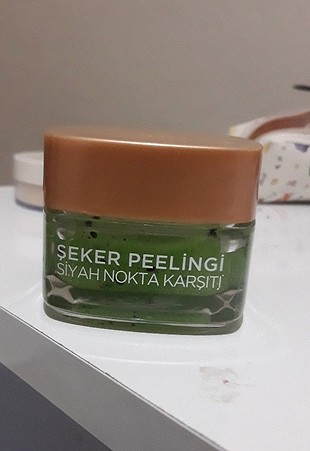 ŞEKER PEELİNGİ
SİYAH NOKTA KARŞITI